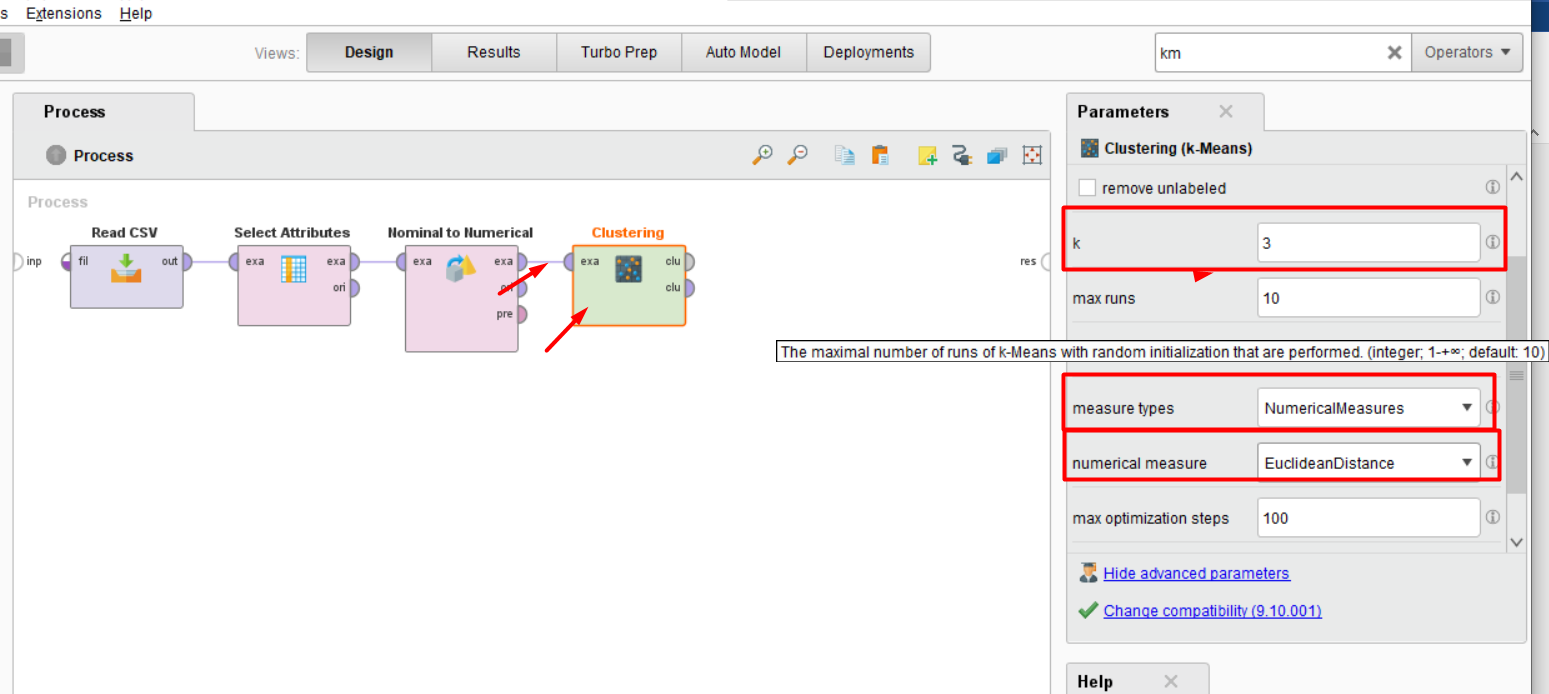 s Extensions Help
Views: Design Results Turbo Prep Auto Model Deployments km Operators
Process
Process
Process
Read CSV Select Attributes Nominal to Numerical Clustering
inp fil out exa exa exa exa exa clu res
ori ori clu
pre
Parameters
Clustering (k-Means)
remove unlabeled
k 3
max runs 10
The maximal number of runs of k-Means with random initialization that are performed. (integer; 1-+∞; default: 10)
measure types NumericalMeasures
numerical measure EuclideanDistance
max optimization steps 100
Hide advanced parameters
Change compatibility (9.10.001)
Help